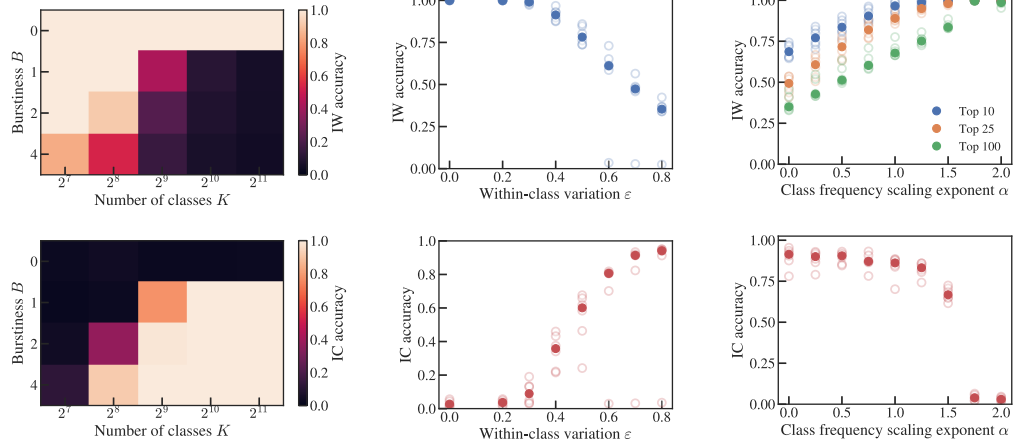 Burstiness B
0
1
2
4
2^7 2^8 2^9 2^10 2^11
Number of classes K
1.0
0.8
0.6
0.4
0.2
0.0
IW accuracy
IW accuracy
0.75
0.50
0.25
0.00
0.0 0.2 0.4 0.6 0.8
Within-class variation ε
IW accuracy
0.75
0.50
0.25
0.00
Top 10
Top 25
Top 100
0.0 0.5 1.0 1.5 2.0
Class frequency scaling exponent α
Burstiness B
0
1
2
4
2^7 2^8 2^9 2^10 2^11
Number of classes K
1.0
0.8
0.6
0.4
0.2
0.0
IC accuracy
IC accuracy
1.0
0.8
0.6
0.4
0.2
0.0
0.0 0.2 0.4 0.6 0.8
Within-class variation ε
IC accuracy
1.00
0.75
0.50
0.25
0.00
0.0 0.5 1.0 1.5 2.0
Class frequency scaling exponent α